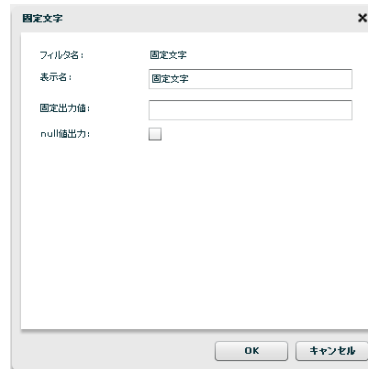 固定文字
フィルタ名: 固定文字
表示名: 固定文字
固定出力値:
null値出力:
OK キャンセル